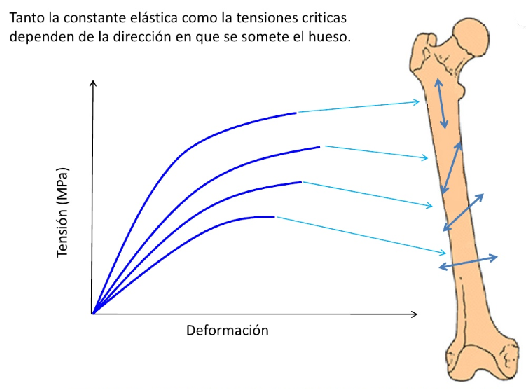 Tanto la constante elástica como la tensiones criticas
dependen de la dirección en que se somete el hueso.
Tensión (MPa)
Deformación